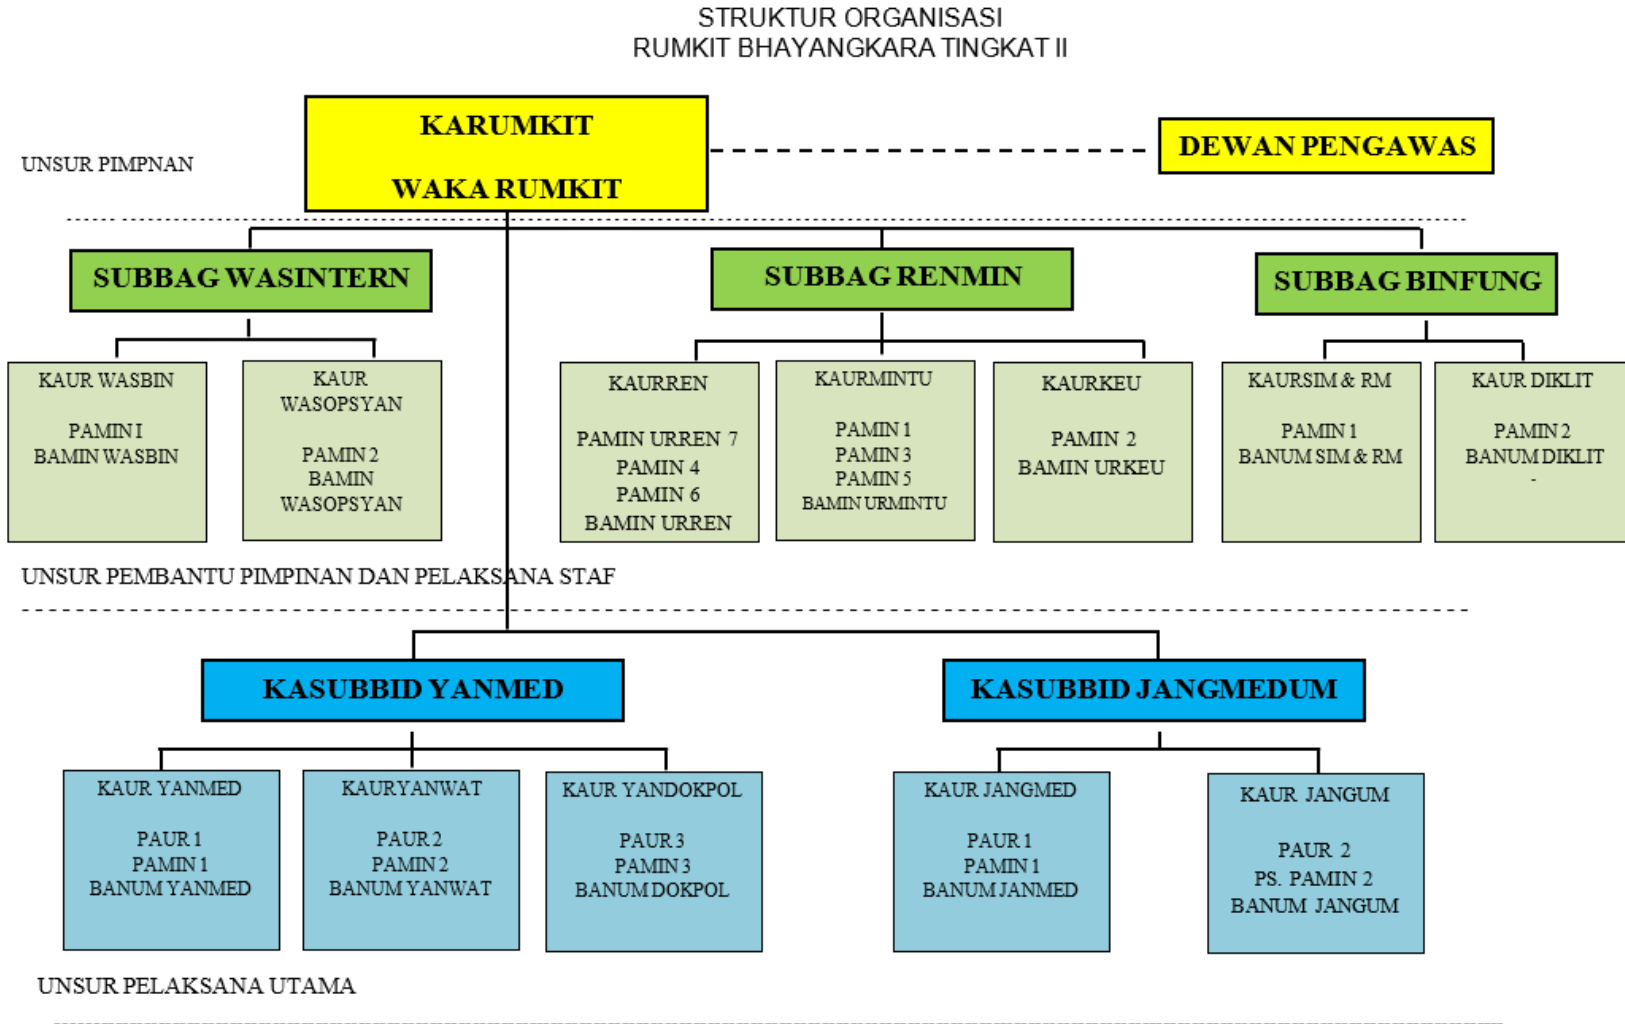 STRUKTUR ORGANISASI
RUMKIT BHAYANGKARA TINGKAT II
KARUMKIT
WAKA RUMKIT
DEWAN PENGAWAS
UNSUR PIMPNAN
SUBBAG WASINTERN
SUBBAG RENMIN
SUBBAG BINFUNG
KAUR WASBIN
PAMIN I
BAMIN WASBIN
KAUR
WASOPSYAN
PAMIN 2
BAMIN
WASOPSYAN
KAURREN
PAMIN URREN 7
PAMIN 4
PAMIN 6
BAMIN URREN
KAURMINTU
PAMIN 1
PAMIN 3
PAMIN 5
BAMIN URMINTU
KAURKEU
PAMIN 2
BAMIN URKEU
KAURSIM & RM
PAMIN 1
BANUM SIM & RM
KAUR DIKLIT
PAMIN 2
BANUM DIKLIT
-
UNSUR PEMBANTU PIMPINAN DAN PELAKSANA STAF
KASUBBID YANMED
KASUBBID JANGMEDUM
KAUR YANMED
PAUR 1
PAMIN 1
BANUM YANMED
KAURYANWAT
PAUR 2
PAMIN 2
BANUM YANWAT
KAUR YANDOKPOL
PAUR 3
PAMIN 3
BANUM DOKPOL
KAUR JANGMED
PAUR 1
PAMIN 1
BANUM JANMED
KAUR JANGUM
PAUR 2
PS. PAMIN 2
BANUM JANGUM
UNSUR PELAKSANA UTAMA